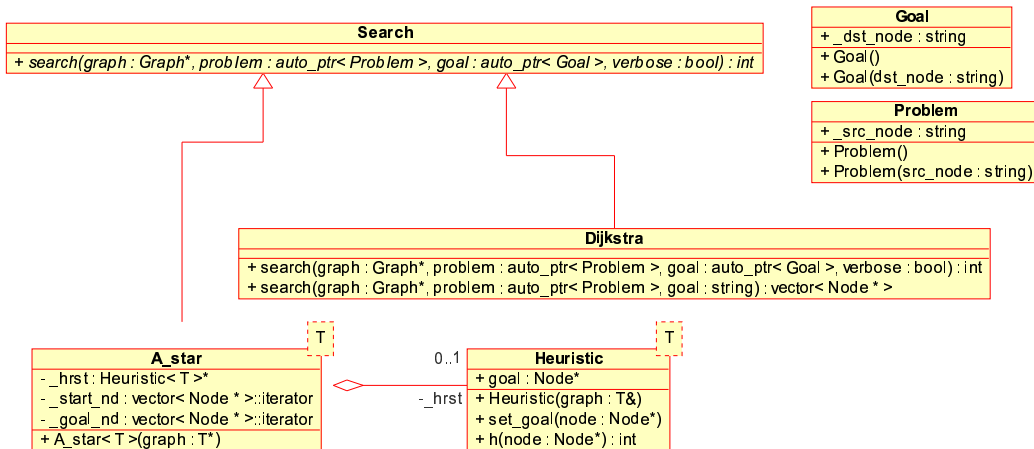 Search
+ search(graph : Graph*, problem : auto_ptr< Problem >, goal : auto_ptr< Goal >, verbose : bool) : int
Goal
+ _dst_node : string
+ Goal()
+ Goal(dst_node : string)
Problem
+ _src_node : string
+ Problem()
+ Problem(src_node : string)
Dijkstra
+ search(graph : Graph*, problem : auto_ptr< Problem >, goal : auto_ptr< Goal >, verbose : bool) : int
+ search(graph : Graph*, problem : auto_ptr< Problem >, goal : string) : vector< Node * >
T
A_star
- _hrst : Heuristic< T >*
- _start_nd : vector< Node * >::iterator
- _goal_nd : vector< Node * >::iterator
+ A_star< T >(graph : T*)
0..1
-_hrst
T
Heuristic
+ goal : Node*
+ Heuristic(graph : T&)
+ set_goal(node : Node*)
+ h(node : Node*) : int